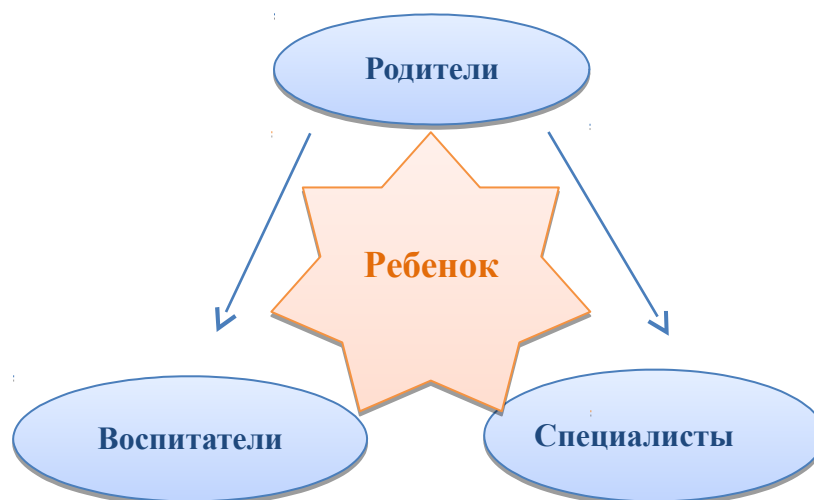 Родители
Ребенок
Воспитатели
Специалисты